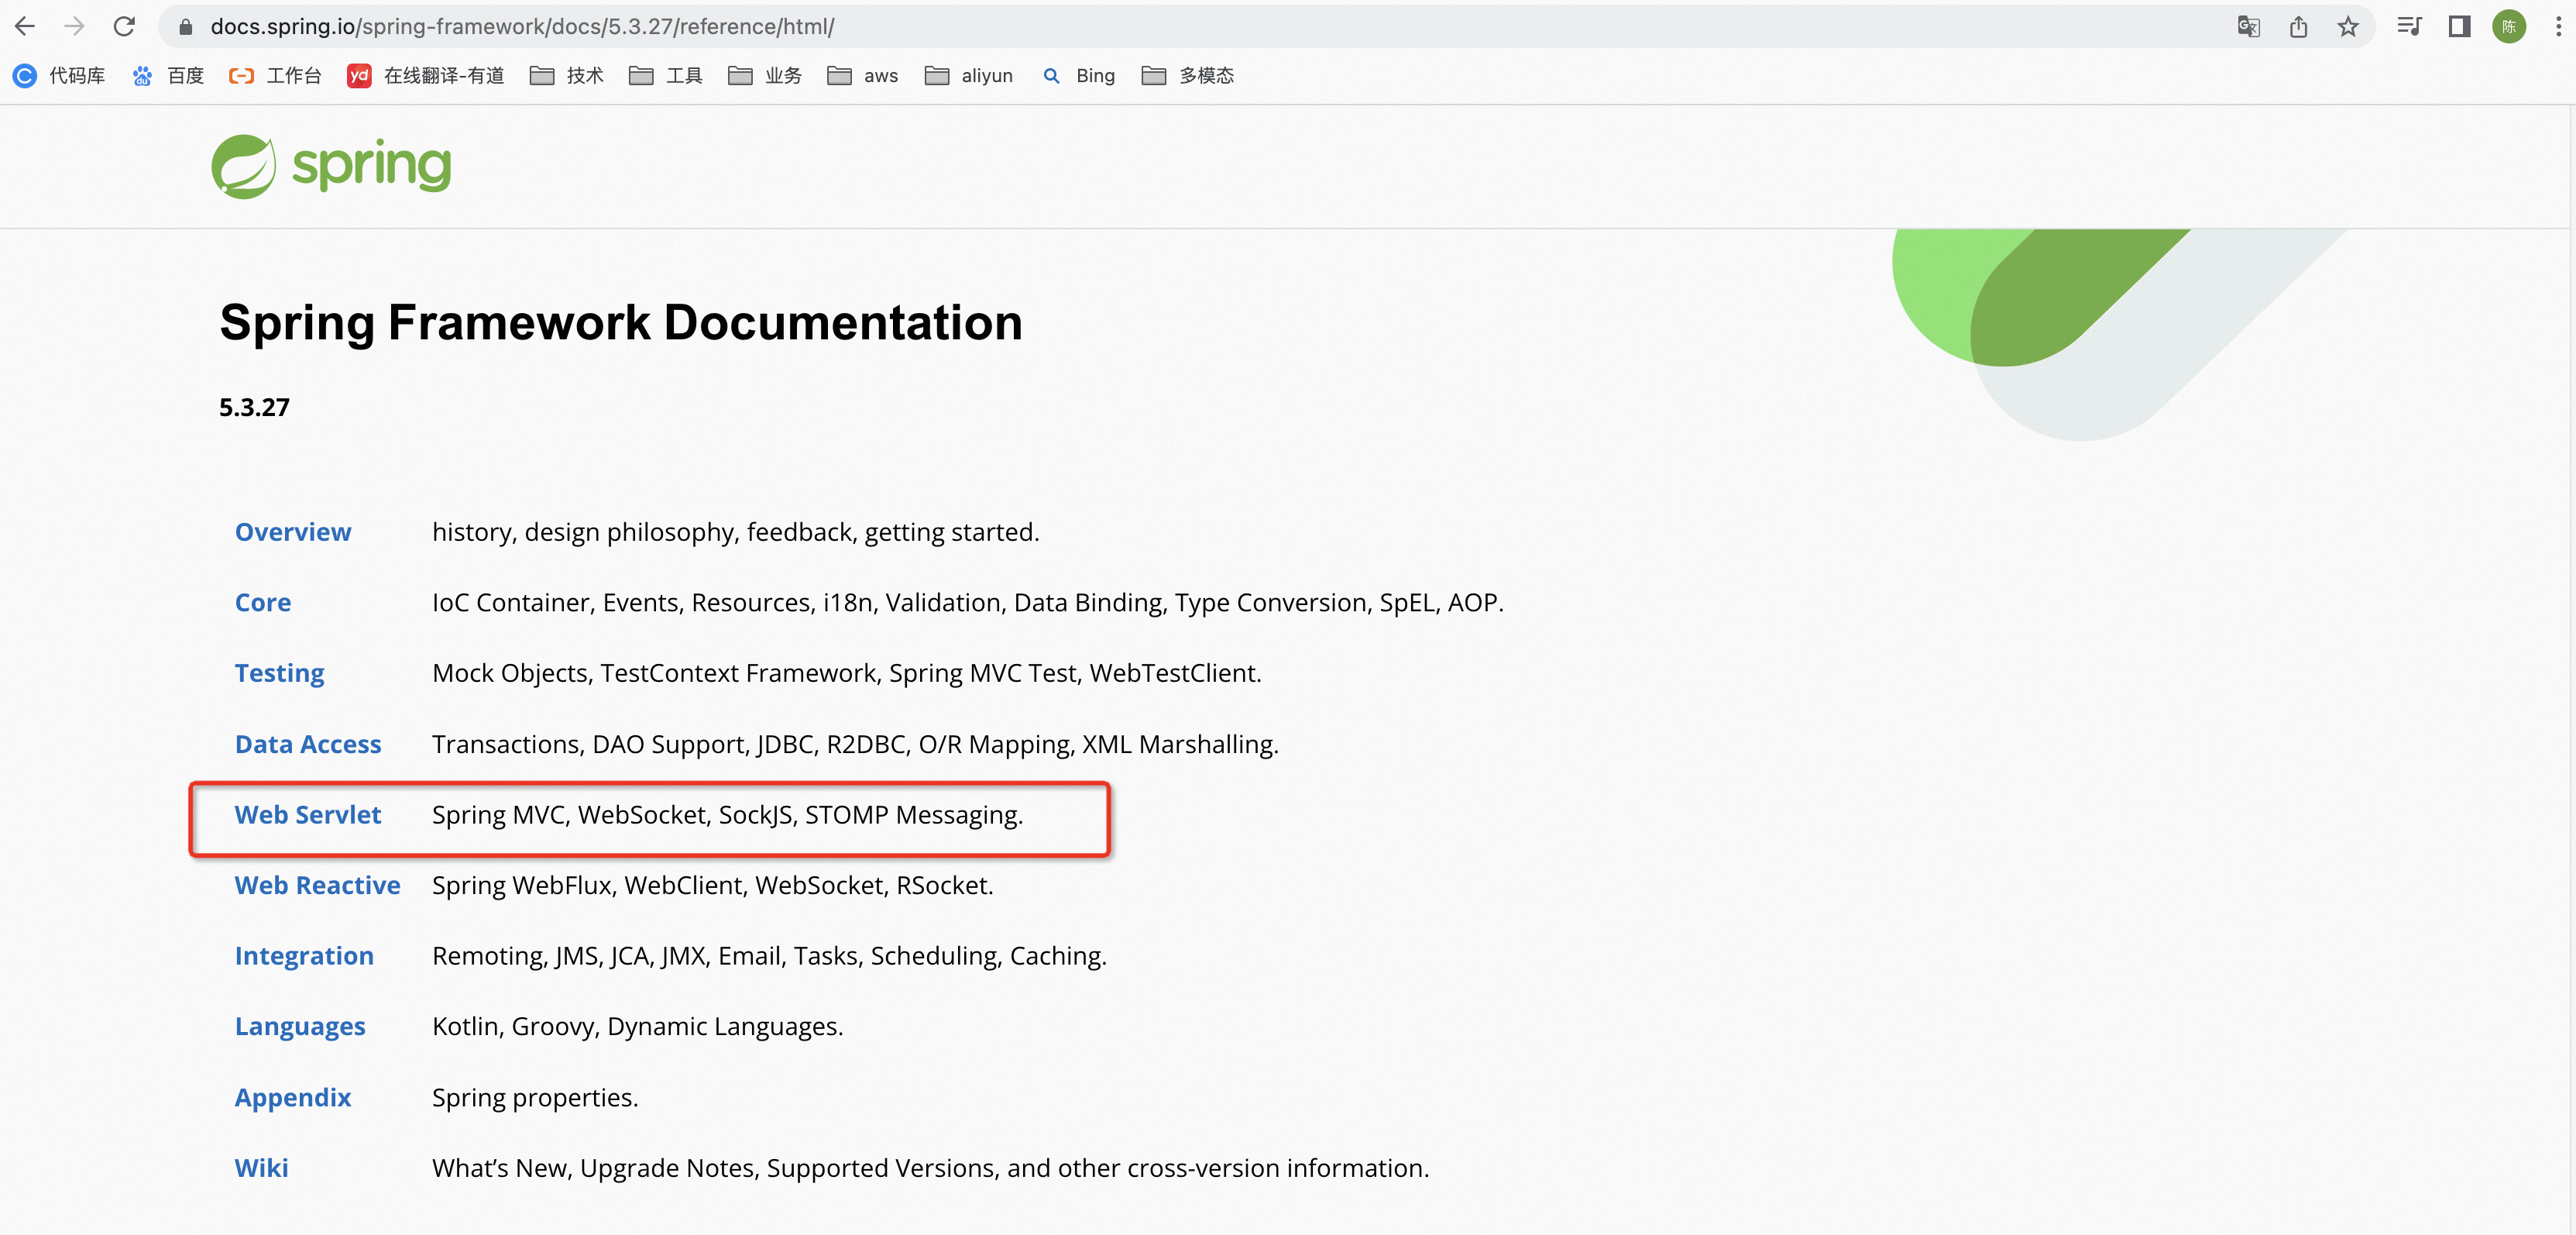 docs.spring.io/spring-framework/docs/5.3.27/reference/html/
陈
代码库 百度 工作台 yd 在线翻译-有道 技术 工具 业务 aws aliyun Bing 多模态
spring
Spring Framework Documentation
5.3.27
Overview history, design philosophy, feedback, getting started.
Core IoC Container, Events, Resources, i18n, Validation, Data Binding, Type Conversion, SpEL, AOP.
Testing Mock Objects, TestContext Framework, Spring MVC Test, WebTestClient.
Data Access Transactions, DAO Support, JDBC, R2DBC, O/R Mapping, XML Marshalling.
Web Servlet Spring MVC, WebSocket, SockJS, STOMP Messaging.
Web Reactive Spring WebFlux, WebClient, WebSocket, RSocket.
Integration Remoting, JMS, JCA, JMX, Email, Tasks, Scheduling, Caching.
Languages Kotlin, Groovy, Dynamic Languages.
Appendix Spring properties.
Wiki What’s New, Upgrade Notes, Supported Versions, and other cross-version information.